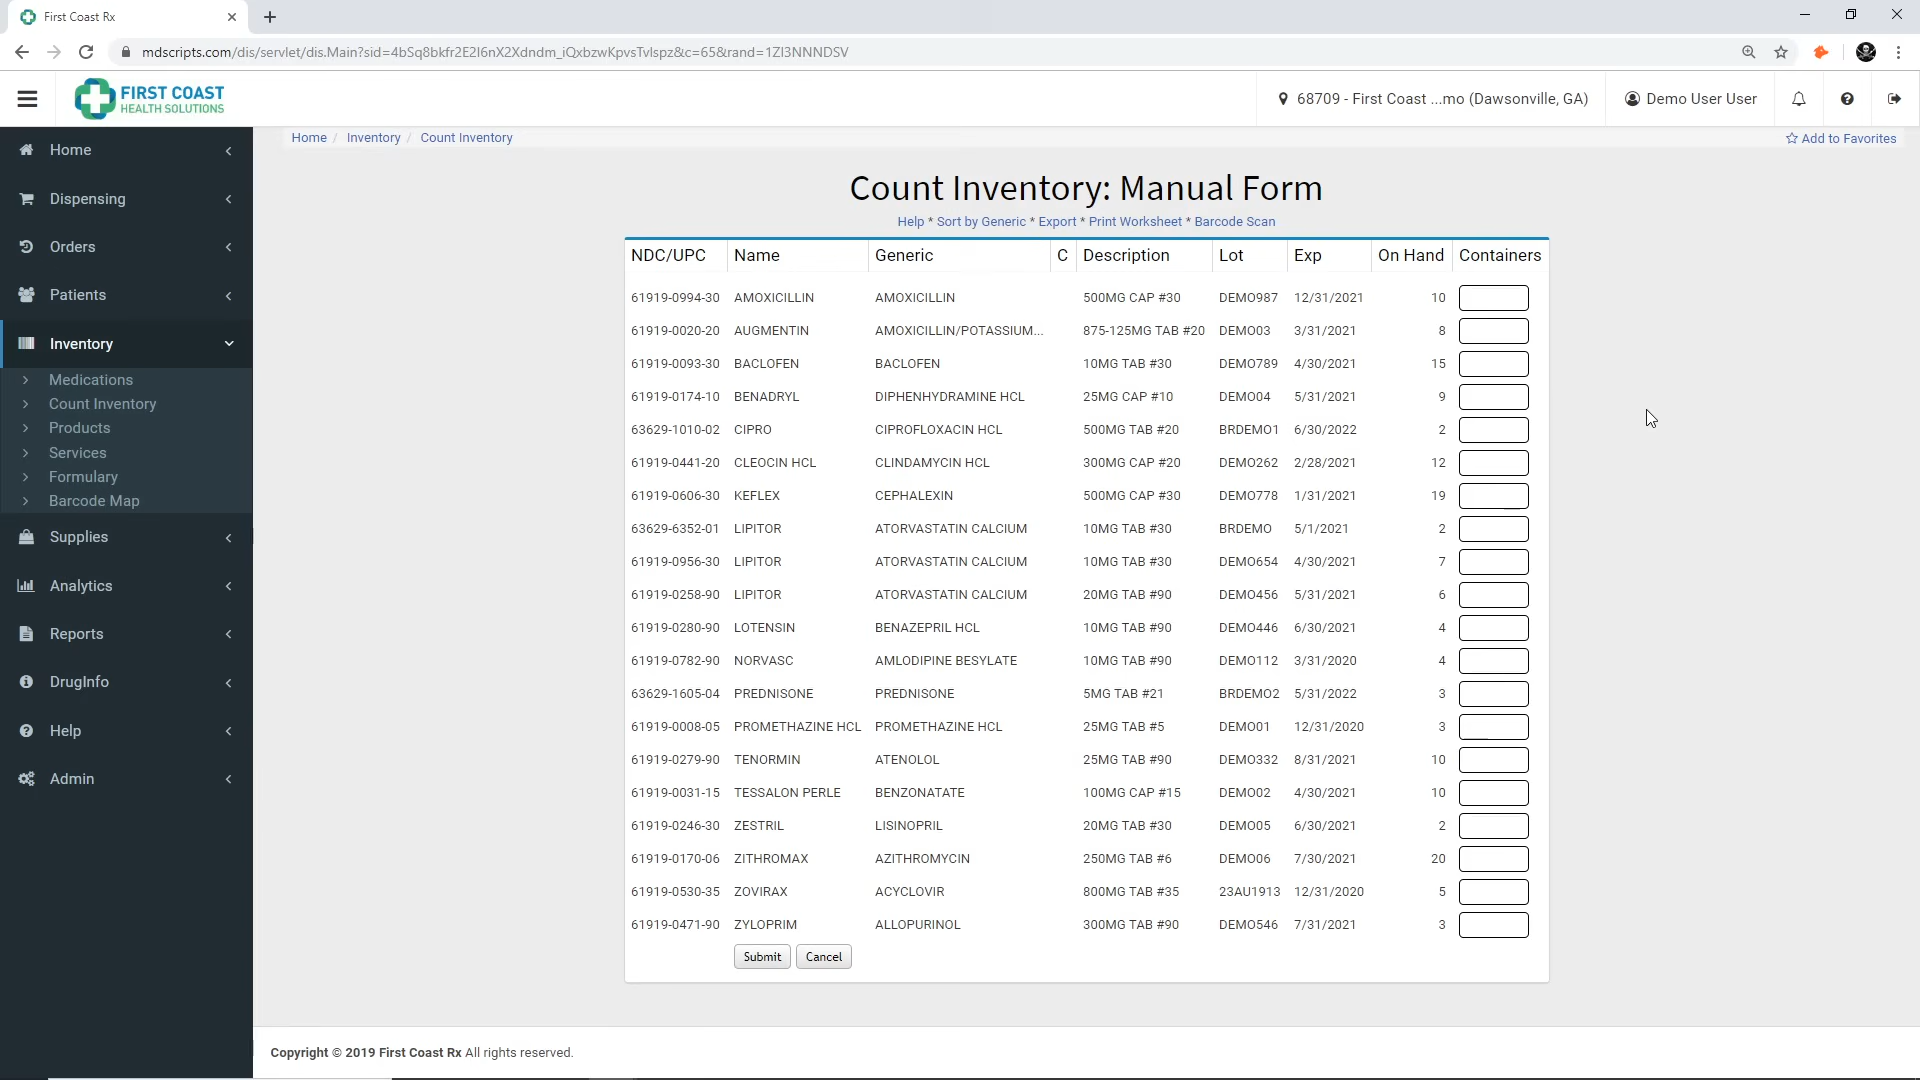 First Coast Rx
mdscripts.com/dis/servlet/dis.Main?sid=4bSq8bkfr2E2I6nX2Xdndm_iQxbzwKpvsTvlspz&c=65&rand=1ZI3NNNDSV
FIRST COAST
HEALTH SOLUTIONS
68709 - First Coast ...mo (Dawsonville, GA)
Demo User User
Home
Dispensing
Orders
Patients
Inventory
Medications
Count Inventory
Products
Services
Formulary
Barcode Map
Supplies
Analytics
Reports
DrugInfo
Help
Admin
Home / Inventory / Count Inventory
Add to Favorites
Count Inventory: Manual Form
Help * Sort by Generic * Export * Print Worksheet * Barcode Scan
NDC/UPC Name Generic C Description Lot Exp On Hand Containers
61919-0994-30 AMOXICILLIN AMOXICILLIN 500MG CAP #30 DEMO987 12/31/2021 10
61919-0020-20 AUGMENTIN AMOXICILLIN/POTASSIUM... 875-125MG TAB #20 DEMO03 3/31/2021 8
61919-0093-30 BACLOFEN BACLOFEN 10MG TAB #30 DEMO789 4/30/2021 15
61919-0174-10 BENADRYL DIPHENHYDRAMINE HCL 25MG CAP #10 DEMO04 5/31/2021 9
63629-1010-02 CIPRO CIPROFLOXACIN HCL 500MG TAB #20 BRDEMO1 6/30/2022 2
61919-0441-20 CLEOCIN HCL CLINDAMYCIN HCL 300MG CAP #20 DEMO262 2/28/2021 12
61919-0606-30 KEFLEX CEPHALEXIN 500MG CAP #30 DEMO778 1/31/2021 19
63629-6352-01 LIPITOR ATORVASTATIN CALCIUM 10MG TAB #30 BRDEMO 5/1/2021 2
61919-0956-30 LIPITOR ATORVASTATIN CALCIUM 10MG TAB #30 DEMO654 4/30/2021 7
61919-0258-90 LIPITOR ATORVASTATIN CALCIUM 20MG TAB #90 DEMO456 5/31/2021 6
61919-0280-90 LOTENSIN BENAZEPRIL HCL 10MG TAB #90 DEMO446 6/30/2021 4
61919-0782-90 NORVASC AMLODIPINE BESYLATE 10MG TAB #90 DEMO112 3/31/2020 4
63629-1605-04 PREDNISONE PREDNISONE 5MG TAB #21 BRDEMO2 5/31/2022 3
61919-0008-05 PROMETHAZINE HCL PROMETHAZINE HCL 25MG TAB #5 DEMO01 12/31/2020 3
61919-0279-90 TENORMIN ATENOLOL 25MG TAB #90 DEMO332 8/31/2021 10
61919-0031-15 TESSALON PERLE BENZONATATE 100MG CAP #15 DEMO02 4/30/2021 10
61919-0246-30 ZESTRIL LISINOPRIL 20MG TAB #30 DEMO05 6/30/2021 2
61919-0170-06 ZITHROMAX AZITHROMYCIN 250MG TAB #6 DEMO06 7/30/2021 20
61919-0530-35 ZOVIRAX ACYCLOVIR 800MG TAB #35 23AU1913 12/31/2020 5
61919-0471-90 ZYLOPRIM ALLOPURINOL 300MG TAB #90 DEMO546 7/31/2021 3
Submit Cancel
Copyright © 2019 First Coast Rx All rights reserved.